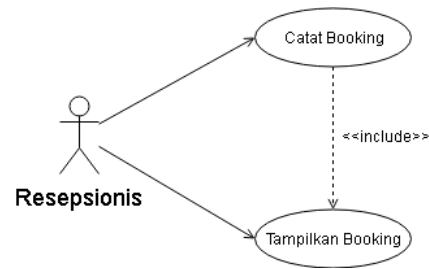 Catat Booking
<<include>>
Resepsionis
Tampilkan Booking